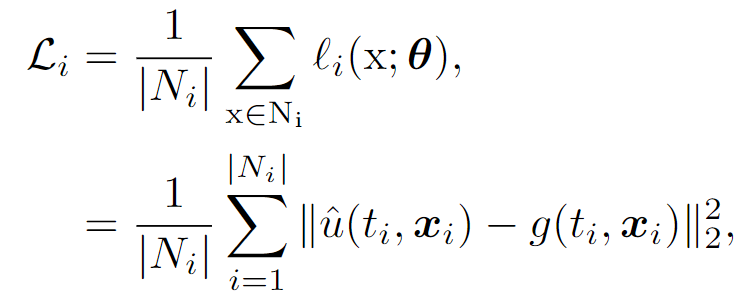 $\mathcal{L}_i = \frac{1}{|N_i|} \sum_{\mathrm{x} \in \mathrm{N_i}} \ell_i(\mathrm{x}; \boldsymbol{\theta}),$
$= \frac{1}{|N_i|} \sum_{i=1}^{|N_i|} \|\hat{u}(t_i, \boldsymbol{x}_i) - g(t_i, \boldsymbol{x}_i)\|_2^2,$